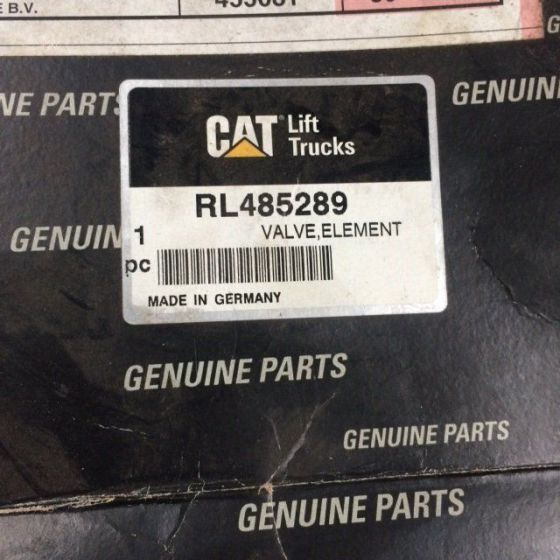 E B.V.
GENUINE
NE PARTS
GENUINE
CAT Lift
Trucks
RL485289
1 VALVE,ELEMENT
pc
MADE IN GERMANY
GENUIN
GENUINE PARTS
GENUINE PARTS
GENUINE PARTS